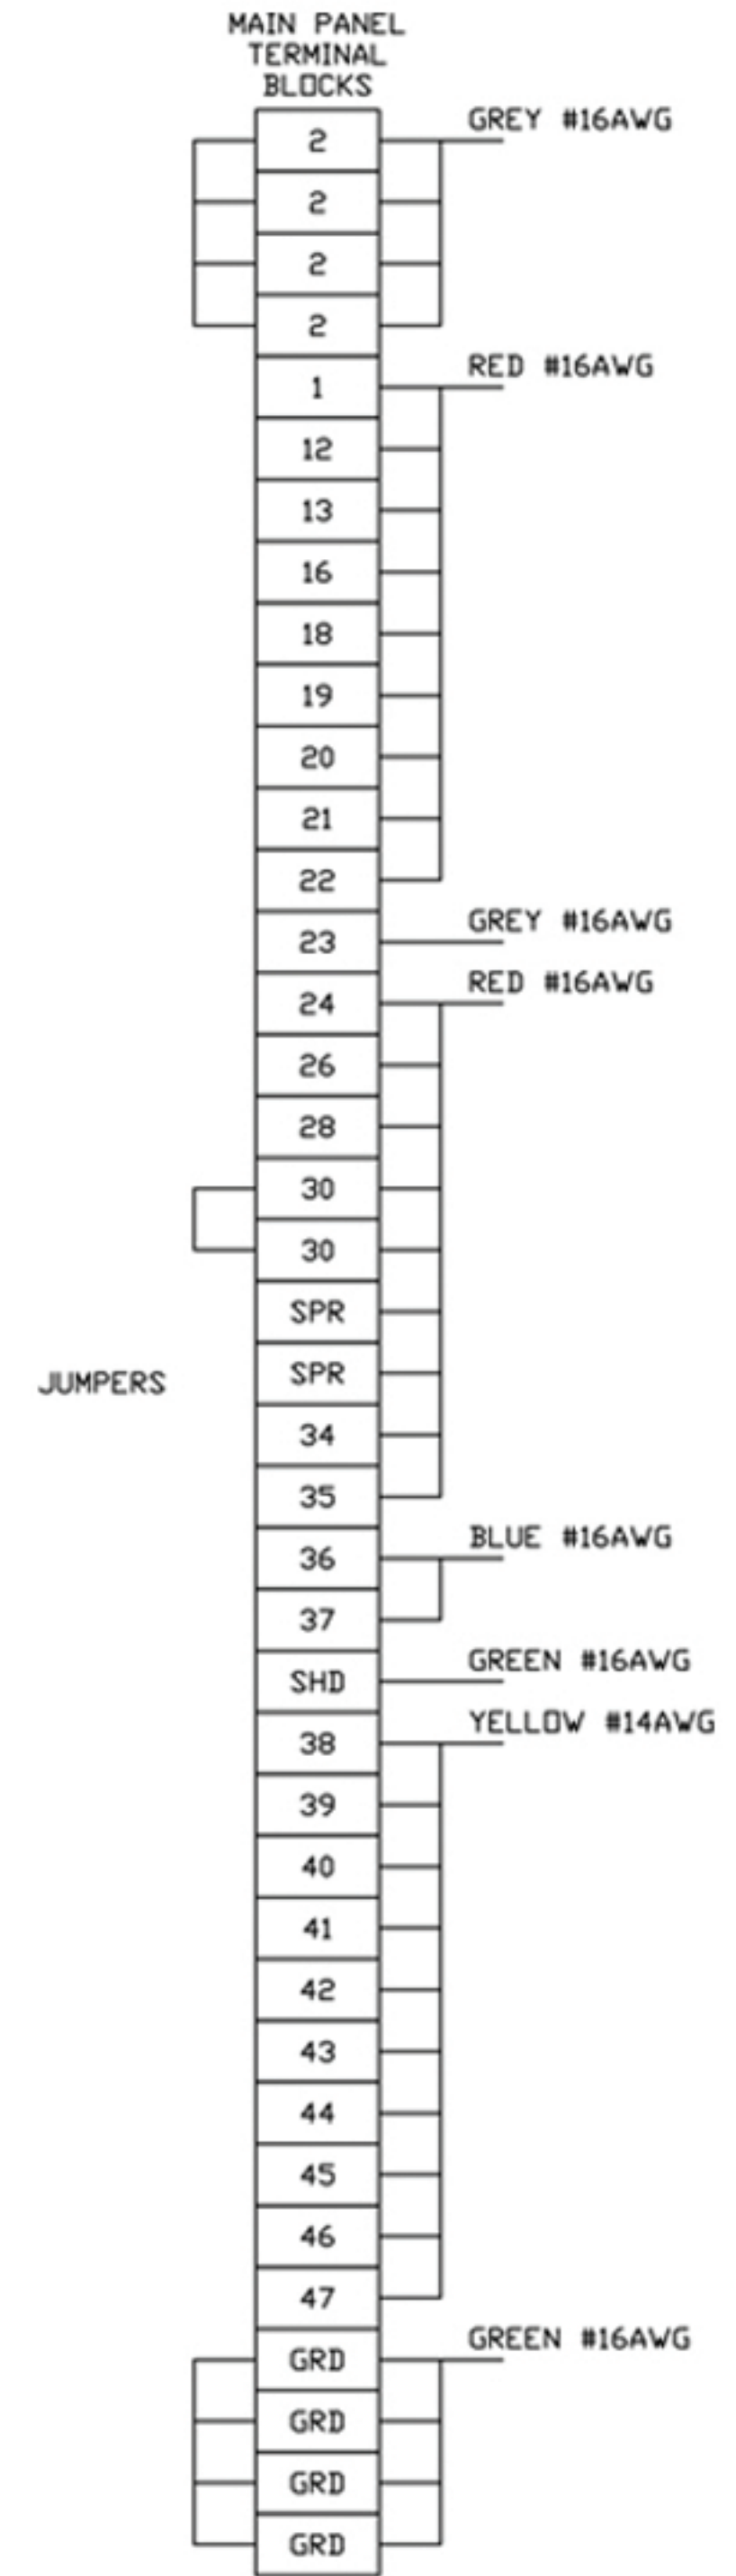 MAIN PANEL
TERMINAL
BLOCKS
GREY #16AWG
2
2
2
2
RED #16AWG
1
12
13
16
18
19
20
21
22
GREY #16AWG
23
RED #16AWG
24
26
28
30
30
SPR
SPR
JUMPERS
34
35
BLUE #16AWG
36
37
GREEN #16AWG
SHD
YELLOW #14AWG
38
39
40
41
42
43
44
45
46
47
GREEN #16AWG
GRD
GRD
GRD
GRD